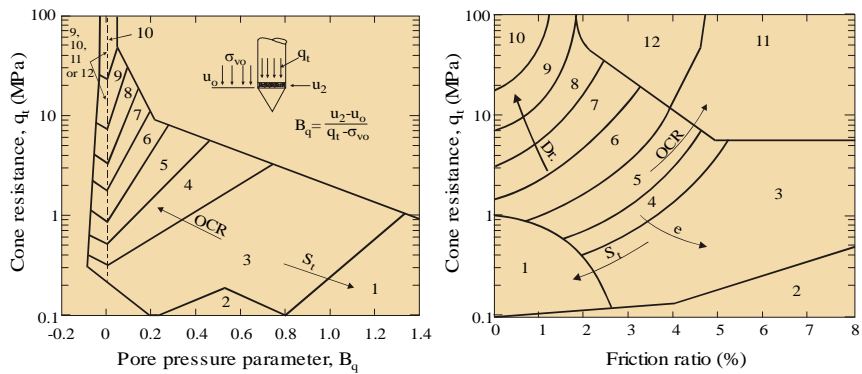 Cone resistance, qt (MPa)
100
10
1
0.1
9,
10,
11
or 12
10
9
8
7
6
5
4
3
2
1
OCR
St
σvo
uo
qt
u2
Bq= u2-uo
qt-σvo
-0.2 0 0.2 0.4 0.6 0.8 1.0 1.2 1.4
Pore pressure parameter, Bq
Cone resistance, qt (MPa)
100
10
1
0.1
10
9
8
7
6
5
4
3
2
1
12
11
Dr.
OCR
e
St
0 1 2 3 4 5 6 7 8
Friction ratio (%)